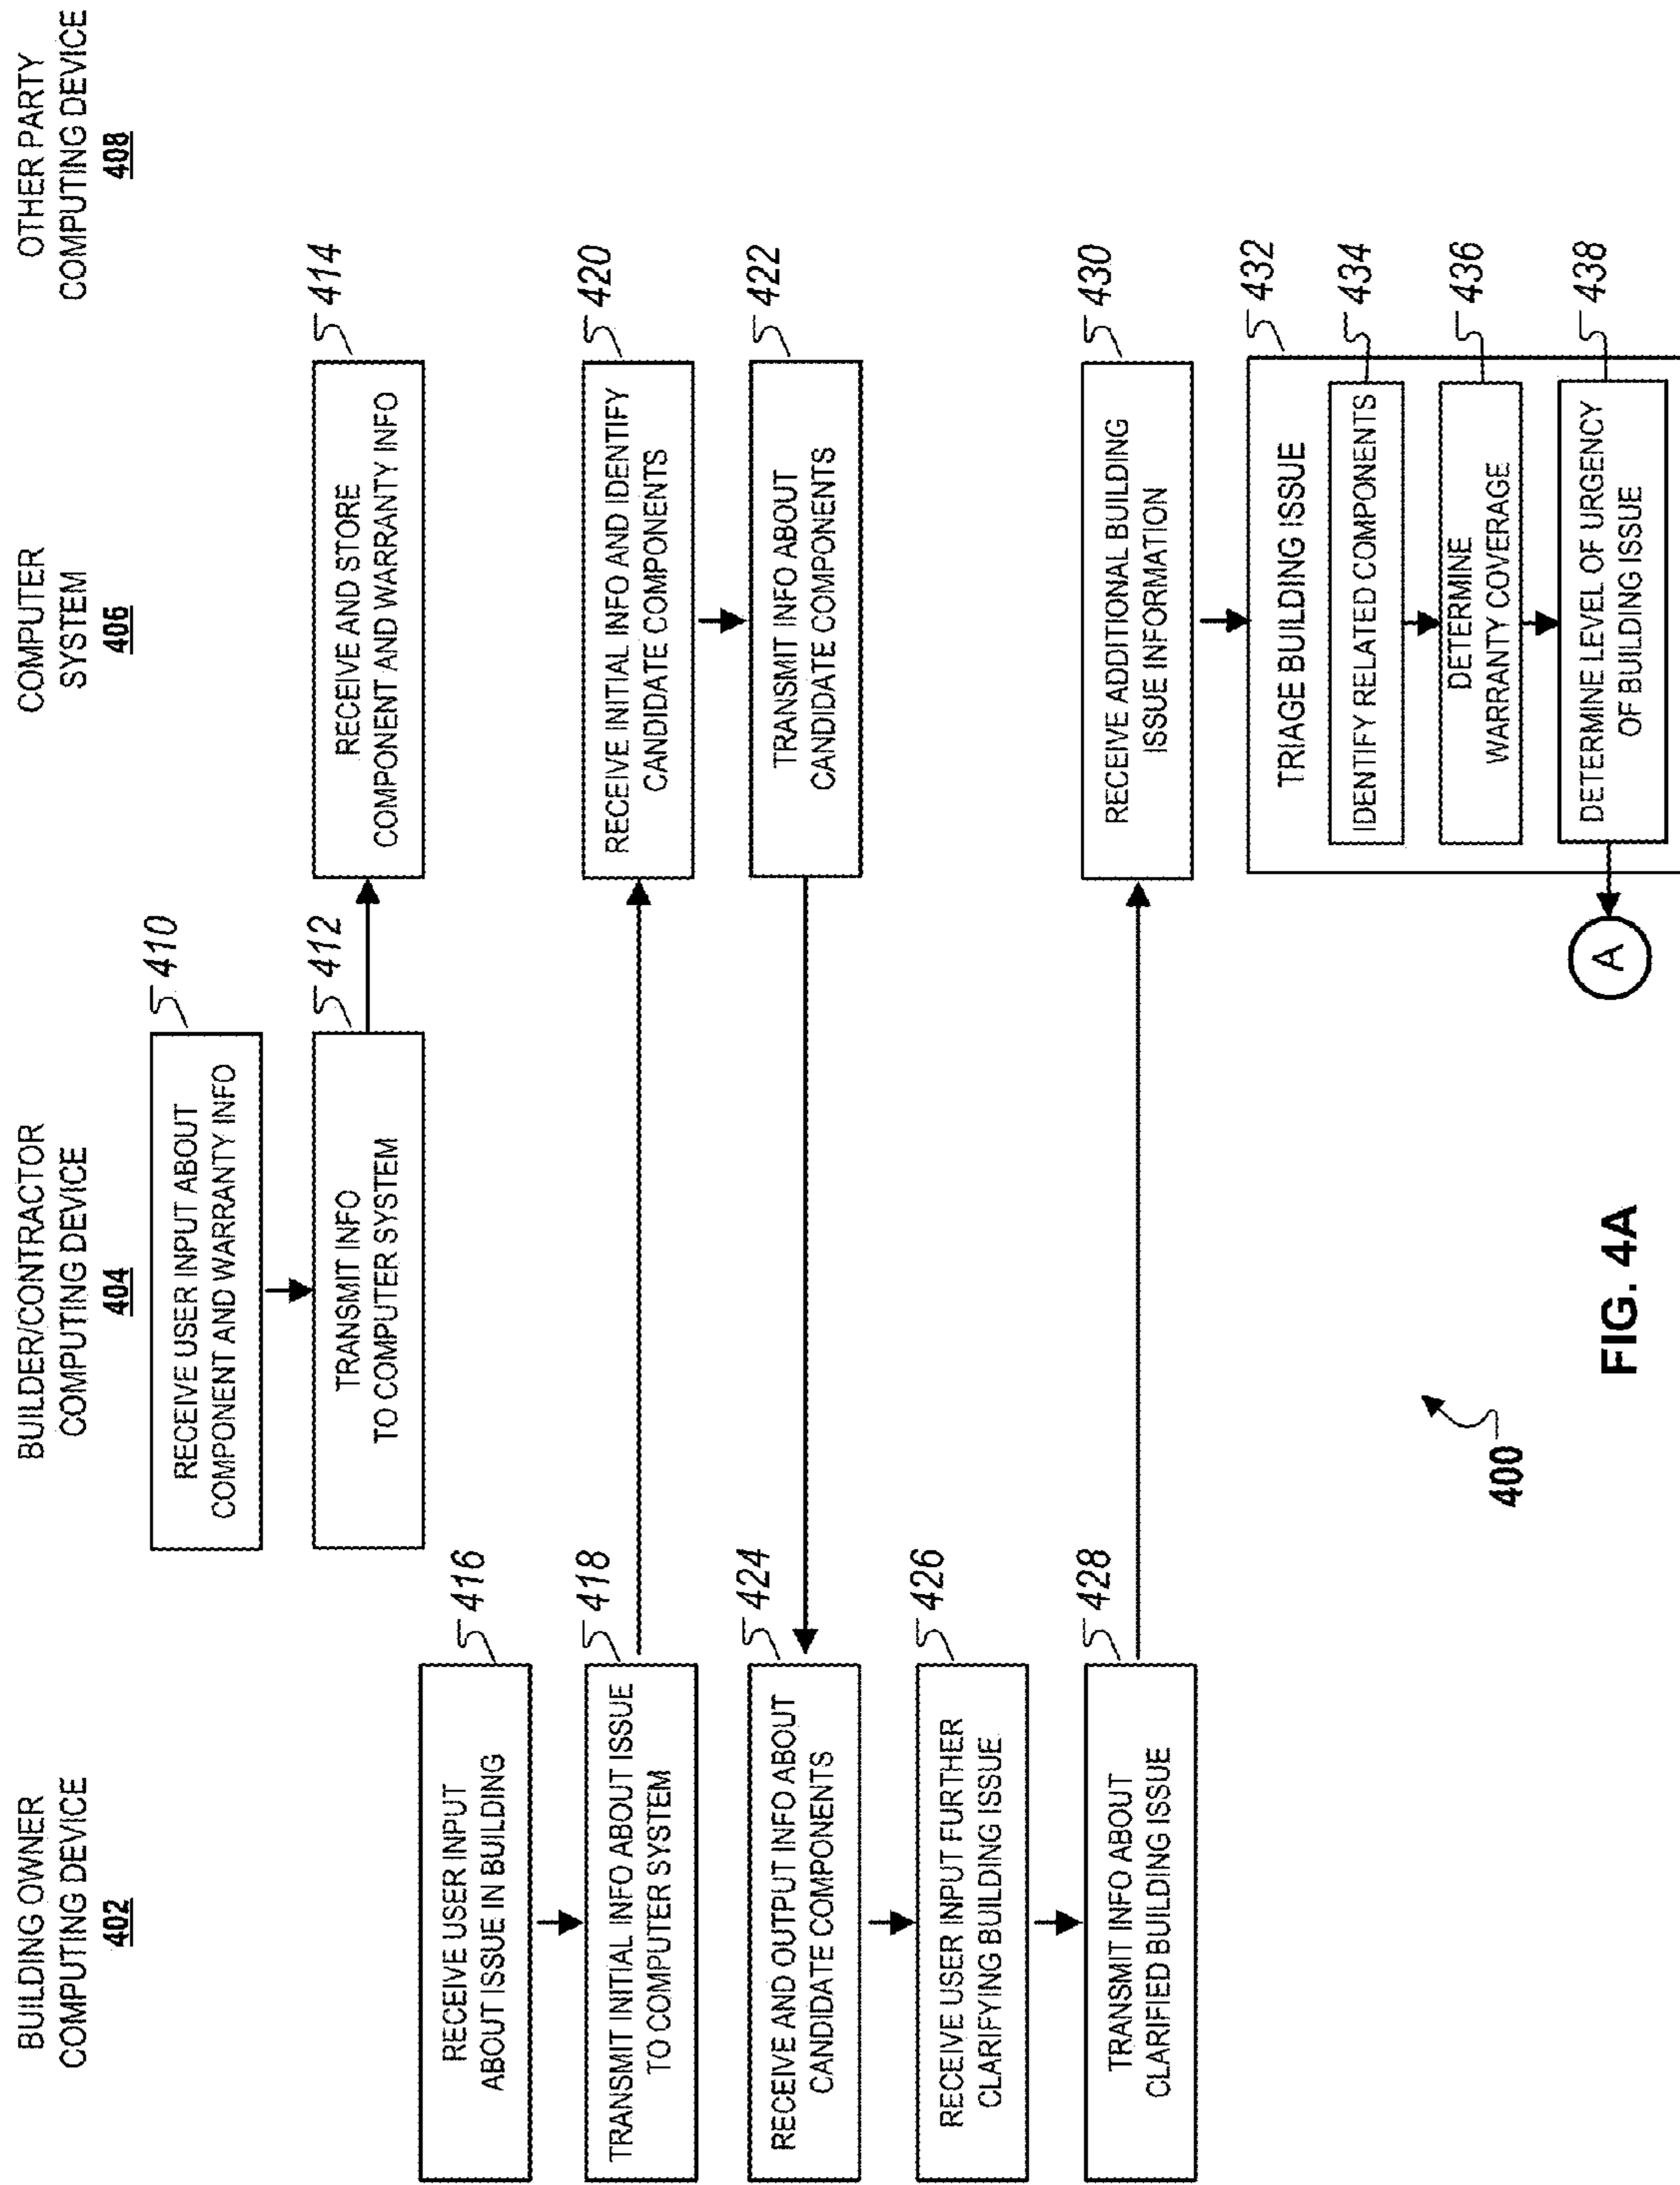 BUILDING OWNER
COMPUTING DEVICE
402
BUILDER/CONTRACTOR
COMPUTING DEVICE
404
COMPUTER
SYSTEM
406
OTHER PARTY
COMPUTING DEVICE
408
410
RECEIVE USER INPUT ABOUT
COMPONENT AND WARRANTY INFO
412
TRANSMIT INFO
TO COMPUTER SYSTEM
414
RECEIVE AND STORE
COMPONENT AND WARRANTY INFO
416
RECEIVE USER INPUT
ABOUT ISSUE IN BUILDING
418
TRANSMIT INITIAL INFO ABOUT ISSUE
TO COMPUTER SYSTEM
420
RECEIVE INITIAL INFO AND IDENTIFY
CANDIDATE COMPONENTS
422
TRANSMIT INFO ABOUT
CANDIDATE COMPONENTS
424
RECEIVE AND OUTPUT INFO ABOUT
CANDIDATE COMPONENTS
426
RECEIVE USER INPUT FURTHER
CLARIFYING BUILDING ISSUE
428
TRANSMIT INFO ABOUT
CLARIFIED BUILDING ISSUE
430
RECEIVE ADDITIONAL BUILDING
ISSUE INFORMATION
432
TRIAGE BUILDING ISSUE
434
IDENTIFY RELATED COMPONENTS
436
DETERMINE
WARRANTY COVERAGE
438
DETERMINE LEVEL OF URGENCY
OF BUILDING ISSUE
A
400
FIG. 4A